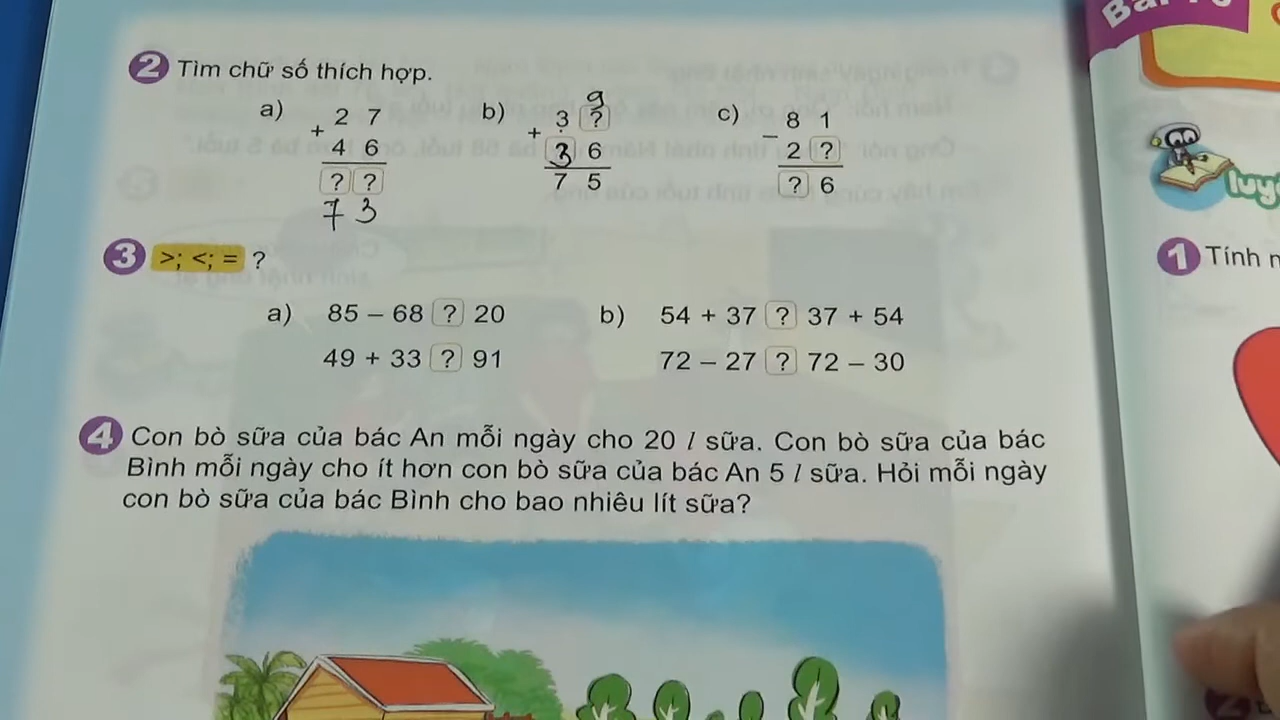 2 Tìm chữ số thích hợp.
a) 2 7 b) 3 ? 9 c) 8 1
+ + –
4 6 3 6 2 ?
? ? 7 5 ? 6
7 3
3 >; <; = ?
a) 85 – 68 ? 20 b) 54 + 37 ? 37 + 54
49 + 33 ? 91 72 – 27 ? 72 – 30
4 Con bò sữa của bác An mỗi ngày cho 20 l sữa. Con bò sữa của bác
Bình mỗi ngày cho ít hơn con bò sữa của bác An 5 l sữa. Hỏi mỗi ngày
con bò sữa của bác Bình cho bao nhiêu lít sữa?
1 Tính